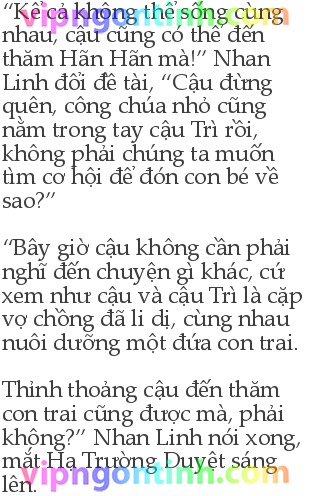 vipngontinh.com
“Kể cả không thể sống cùng
nhau, cậu cũng có thể đến
thăm Hãn Hãn mà!” Nhan
Linh đổi đề tài, “Cậu đừng
quên, công chúa nhỏ cũng
nằm trong tay cậu Trì rồi,
không phải chúng ta muốn
tìm cơ hội để đón con bé về
sao?”
“Bây giờ cậu không cần phải
nghĩ đến chuyện gì khác, cứ
xem như cậu và cậu Trì là cặp
vợ chồng đã li dị, cùng nhau
nuôi dưỡng một đứa con trai.
Thỉnh thoảng cậu đến thăm
con trai cũng được mà, phải
không?” Nhan Linh nói xong,
mắt Hạ Trường Duyệt sáng
lên.
vipngontinh.com